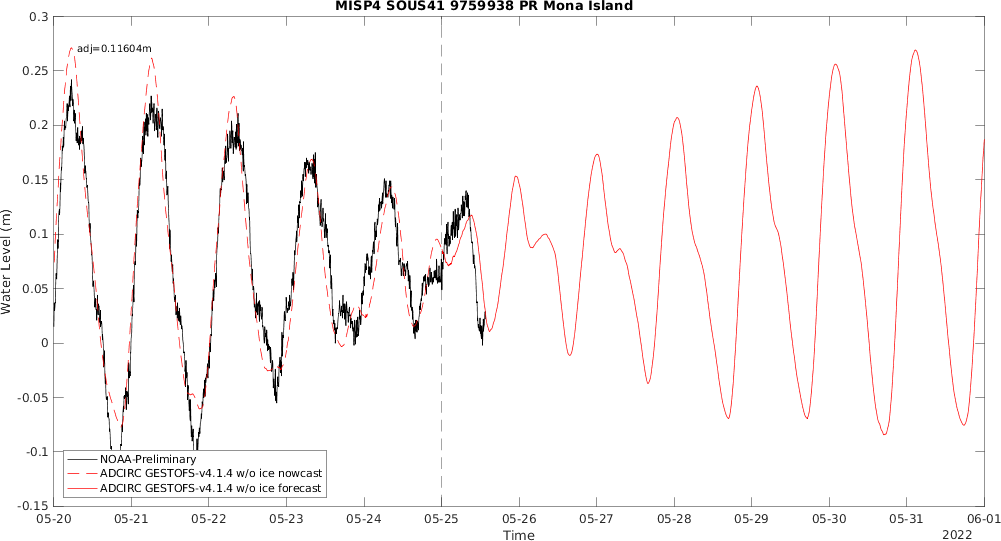 MISP4 SOUS41 9759938 PR Mona Island
adj=0.11604m
0.3
0.25
0.2
0.15
0.1
0.05
0
-0.05
-0.1
-0.15
Water Level (m)
NOAA-Preliminary
ADCIRC GESTOFS-v4.1.4 w/o ice nowcast
ADCIRC GESTOFS-v4.1.4 w/o ice forecast
05-20 05-21 05-22 05-23 05-24 05-25 05-26 05-27 05-28 05-29 05-30 05-31 06-01
Time
2022